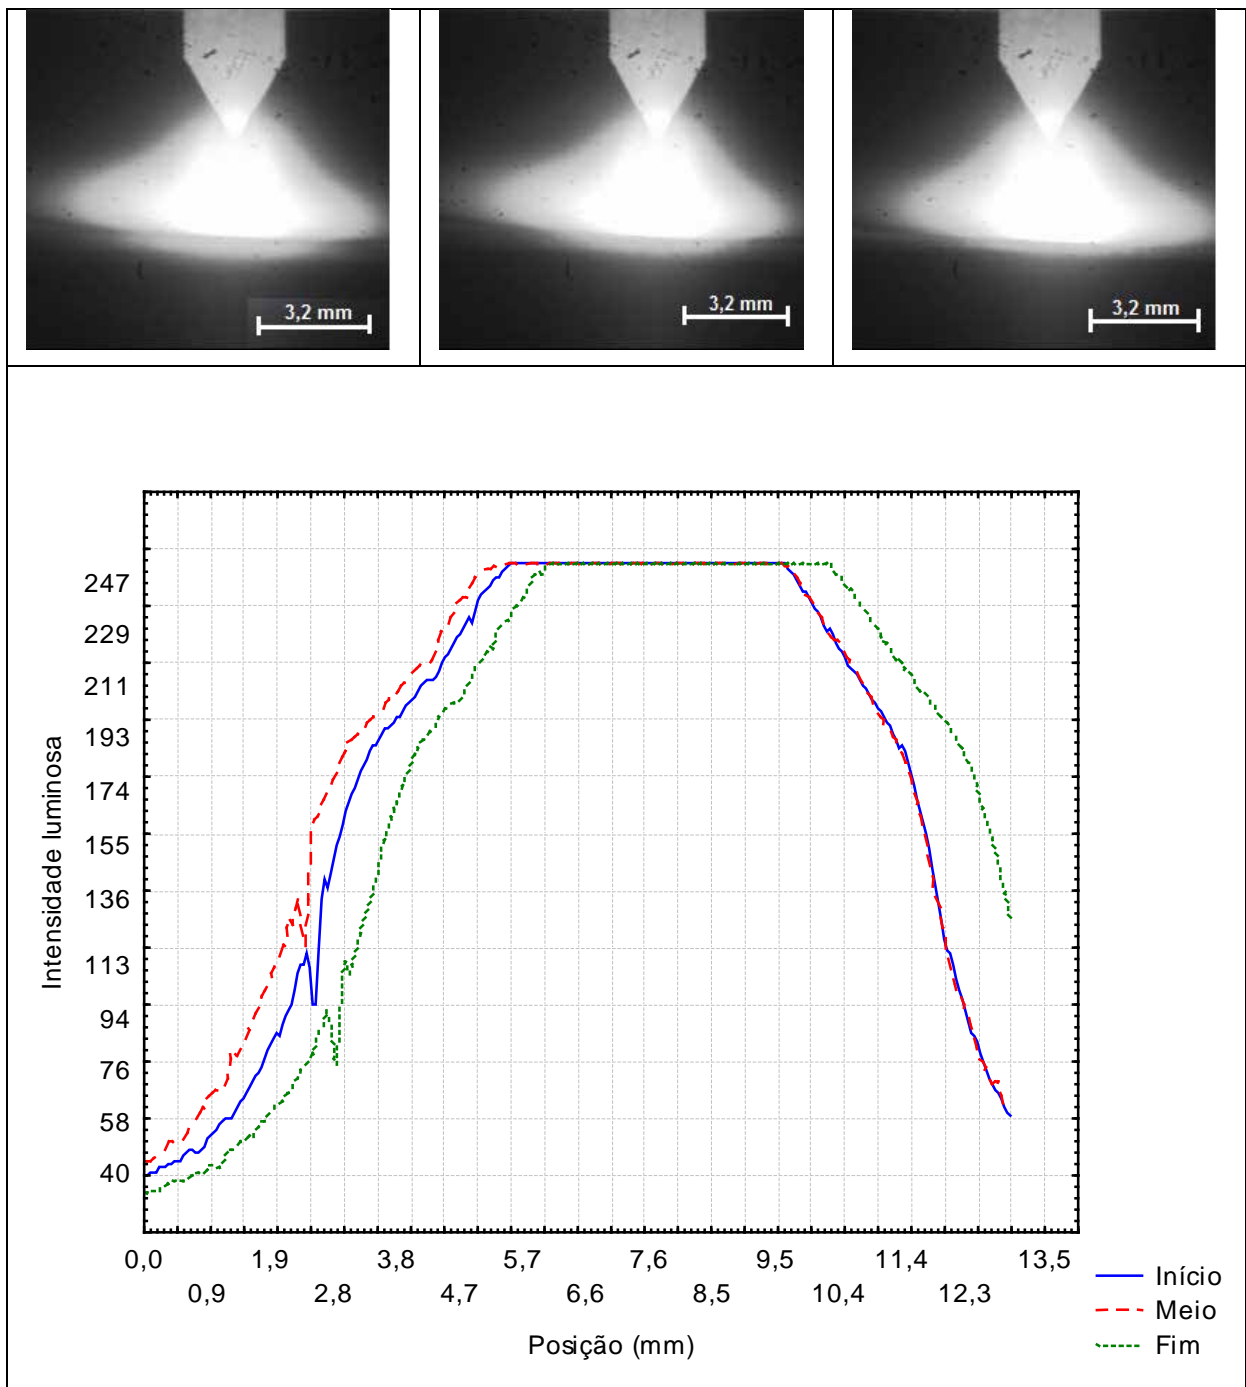 3,2 mm
3,2 mm
3,2 mm
247
229
211
193
174
155
136
113
94
76
58
40
Intensidade luminosa
0,0 1,9 3,8 5,7 7,6 9,5 11,4 13,5
0,9 2,8 4,7 6,6 8,5 10,4 12,3
Posição (mm)
Início
Meio
Fim